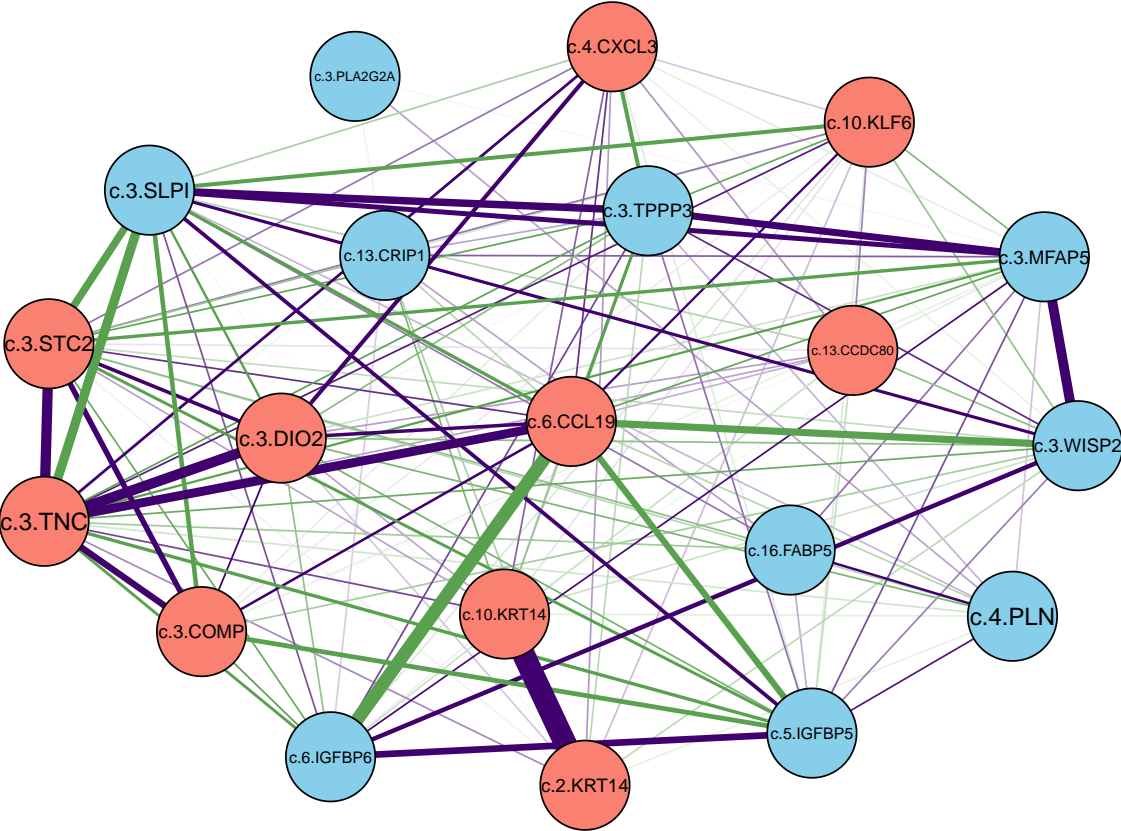 c.4.CXCL3
c.3.PLA2G2A
c.10.KLF6
c.3.SLPI
c.3.TPPP3
c.13.CRIP1
c.3.MFAP5
c.3.STC2
c.13.CCDC80
c.6.CCL19
c.3.DIO2
c.3.WISP2
c.3.TNC
c.16.FABP5
c.10.KRT14
c.4.PLN
c.3.COMP
c.5.IGFBP5
c.6.IGFBP6
c.2.KRT14